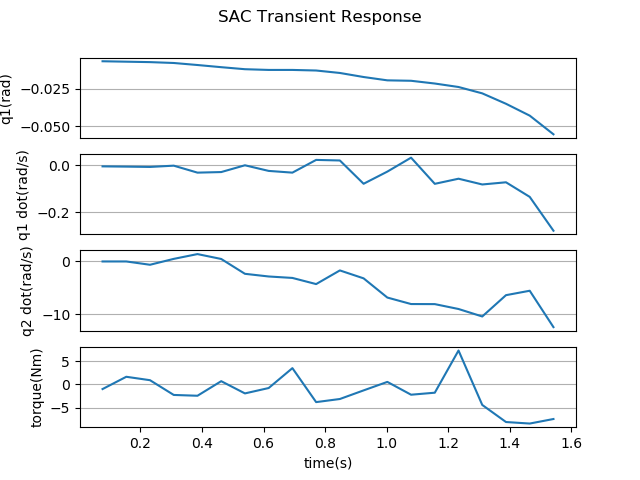 SAC Transient Response
q1(rad)
−0.025
−0.050
q1 dot(rad/s)
0.0
−0.2
q2 dot(rad/s)
0
−10
torque(Nm)
5
0
−5
0.2 0.4 0.6 0.8 1.0 1.2 1.4 1.6
time(s)